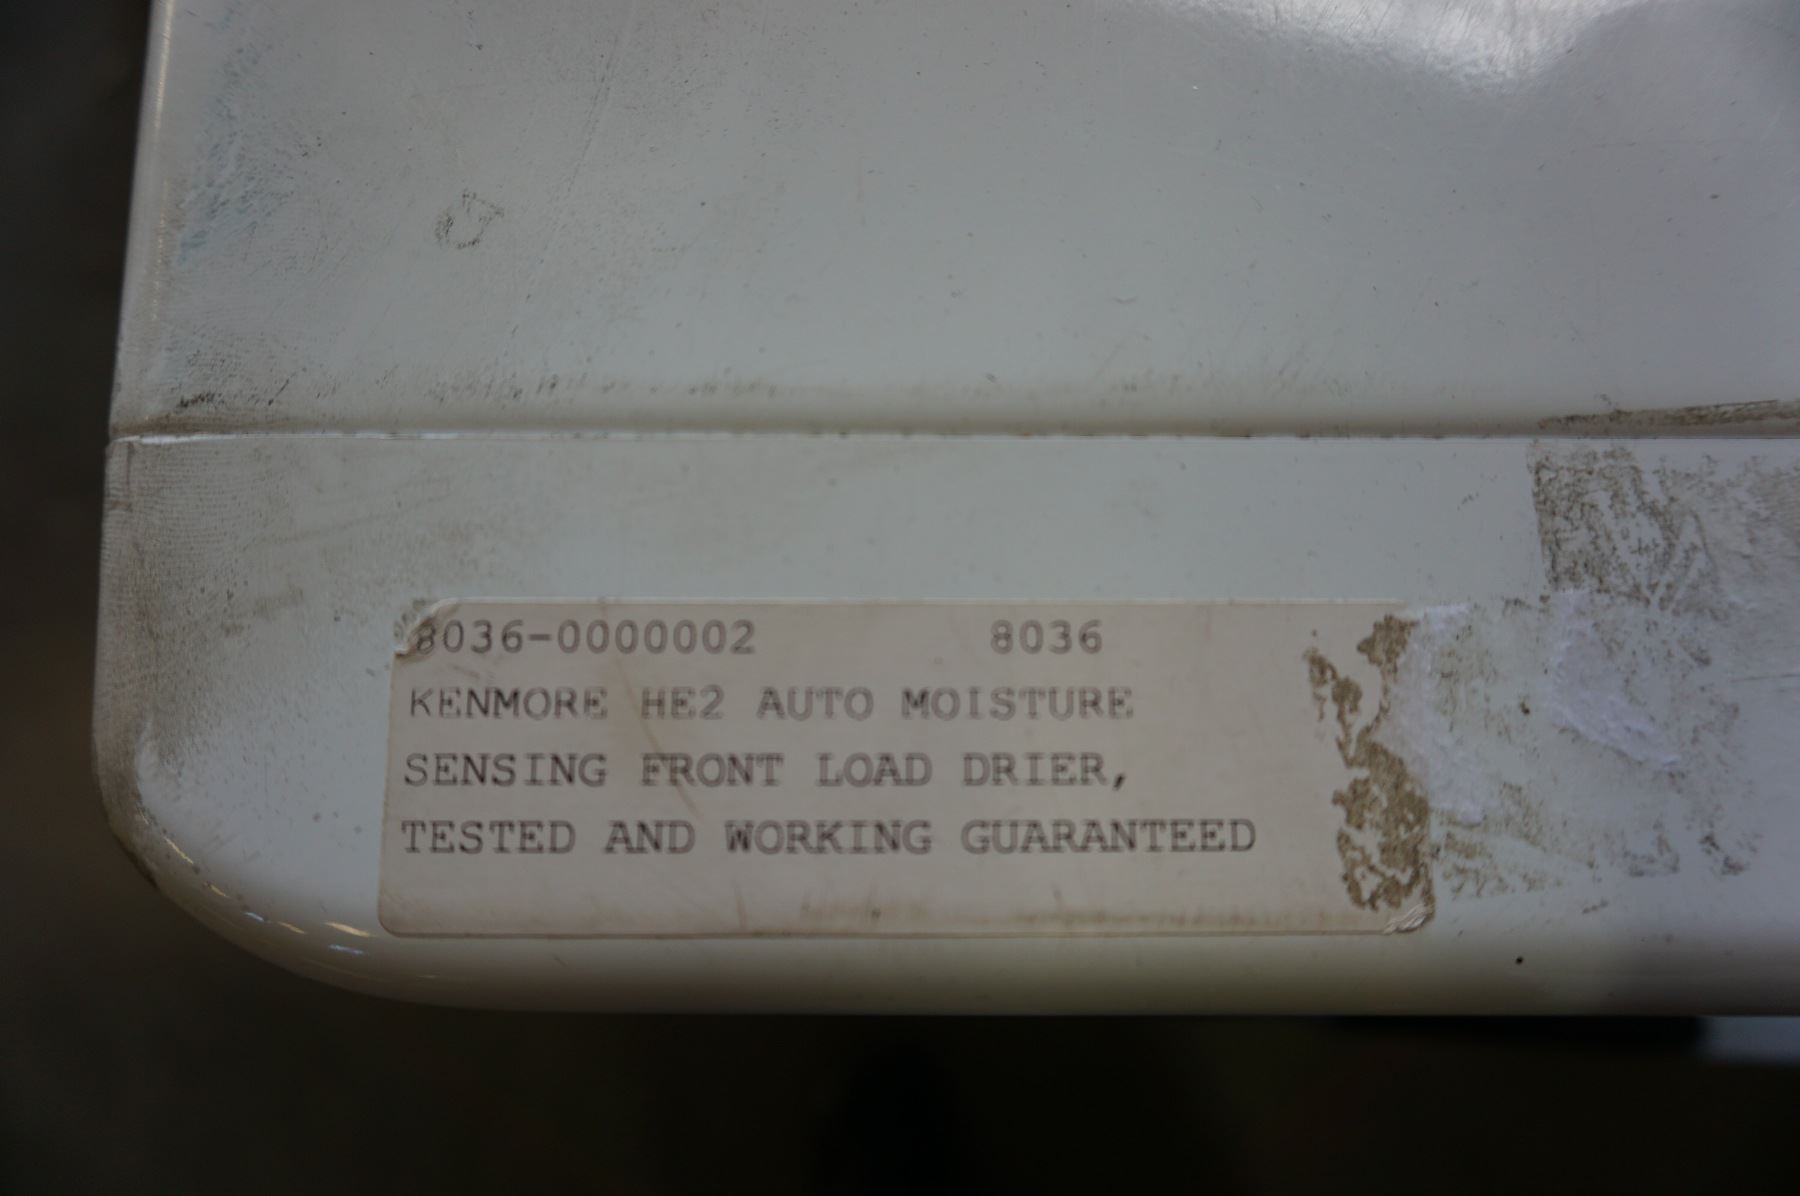 8036-0000002 8036
KENMORE HE2 AUTO MOISTURE
SENSING FRONT LOAD DRIER,
TESTED AND WORKING GUARANTEED